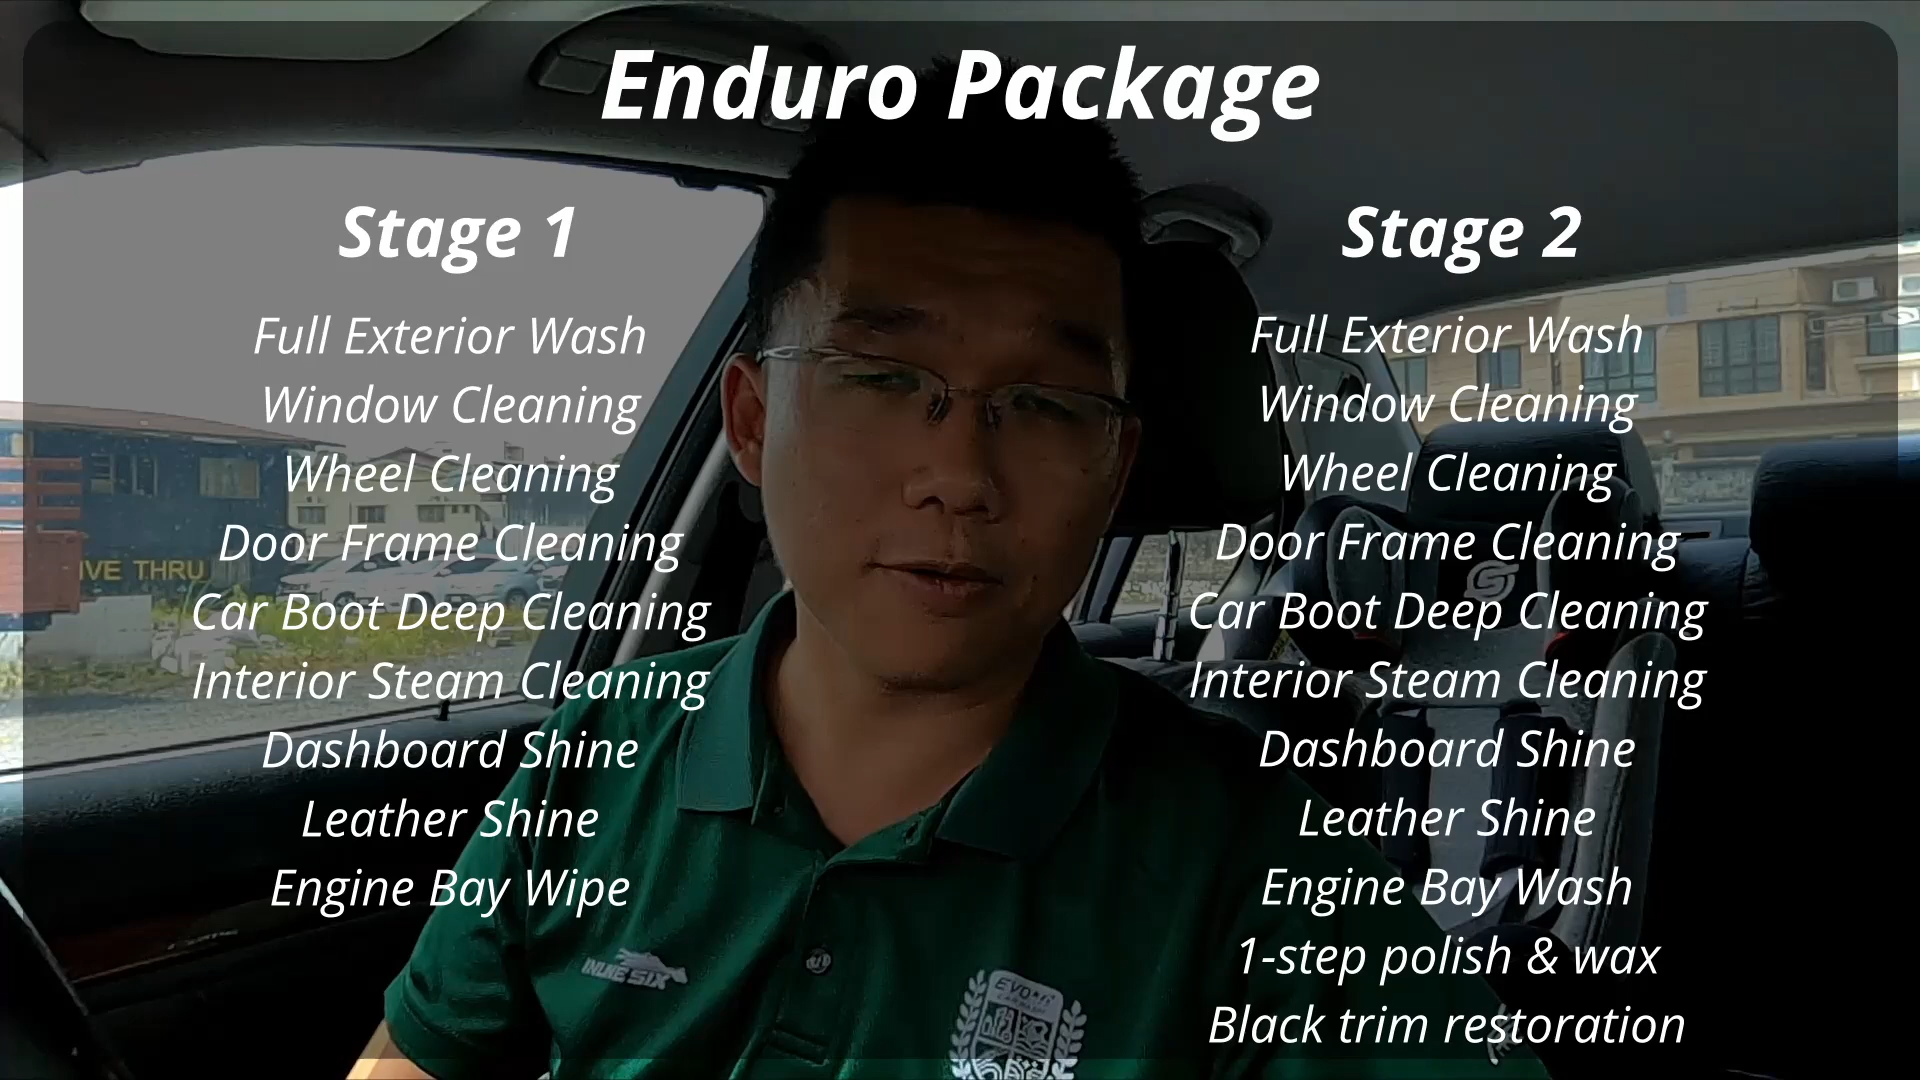 Enduro Package
Stage 1
Full Exterior Wash
Window Cleaning
Wheel Cleaning
Door Frame Cleaning
Car Boot Deep Cleaning
Interior Steam Cleaning
Dashboard Shine
Leather Shine
Engine Bay Wipe
Stage 2
Full Exterior Wash
Window Cleaning
Wheel Cleaning
Door Frame Cleaning
Car Boot Deep Cleaning
Interior Steam Cleaning
Dashboard Shine
Leather Shine
Engine Bay Wash
1-step polish & wax
Black trim restoration
IVE THRU